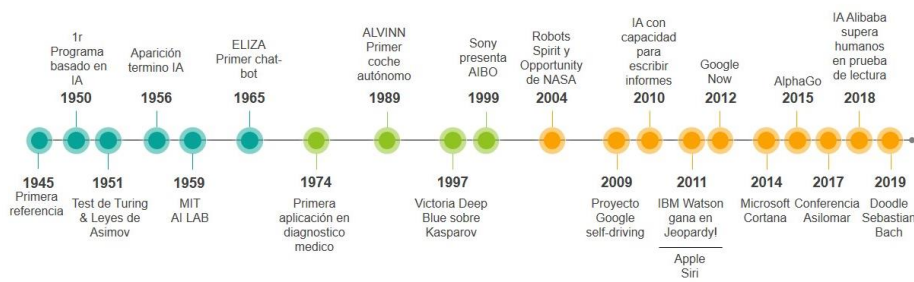 1r
Programa
basado en
IA
1950
Aparición
termino IA
1956
ELIZA
Primer chat-
bot
1965
ALVINN
Primer
coche
autónomo
1989
Sony
presenta
AIBO
1999
Robots
Spirit y
Opportunity
de NASA
2004
IA con
capacidad
para
escribir
informes
2010
Google
Now
2012
AlphaGo
2015
IA Alibaba
supera
humanos
en prueba
de lectura
2018
1945
Primera
referencia
1951
Test de Turing
& Leyes de
Asimov
1959
MIT
AI LAB
1974
Primera
aplicación en
diagnostico
medico
1997
Victoria Deep
Blue sobre
Kasparov
2009
Proyecto
Google
self-driving
2011
IBM Watson
gana en
Jeopardy!
Apple
Siri
2014
Microsoft
Cortana
2017
Conferencia
Asilomar
2019
Doodle
Sebastian
Bach